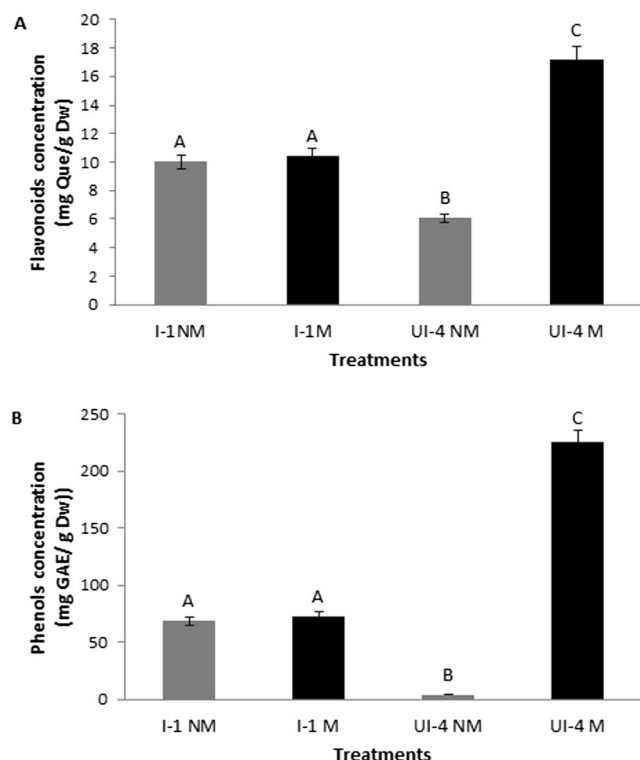 A
Flavonoids concentration
(mg Que/g Dw)
20
18
16
14
12
10
8
6
4
2
0
A
A
B
C
I-1NM
I-1M
UI-4 NM
UI-4 M
Treatments
B
Phenols concentration
(mg GAE/ g Dw))
250
200
150
100
50
0
A
A
B
C
I-1 NM
I-1 M
UI-4 NM
UI-4 M
Treatments